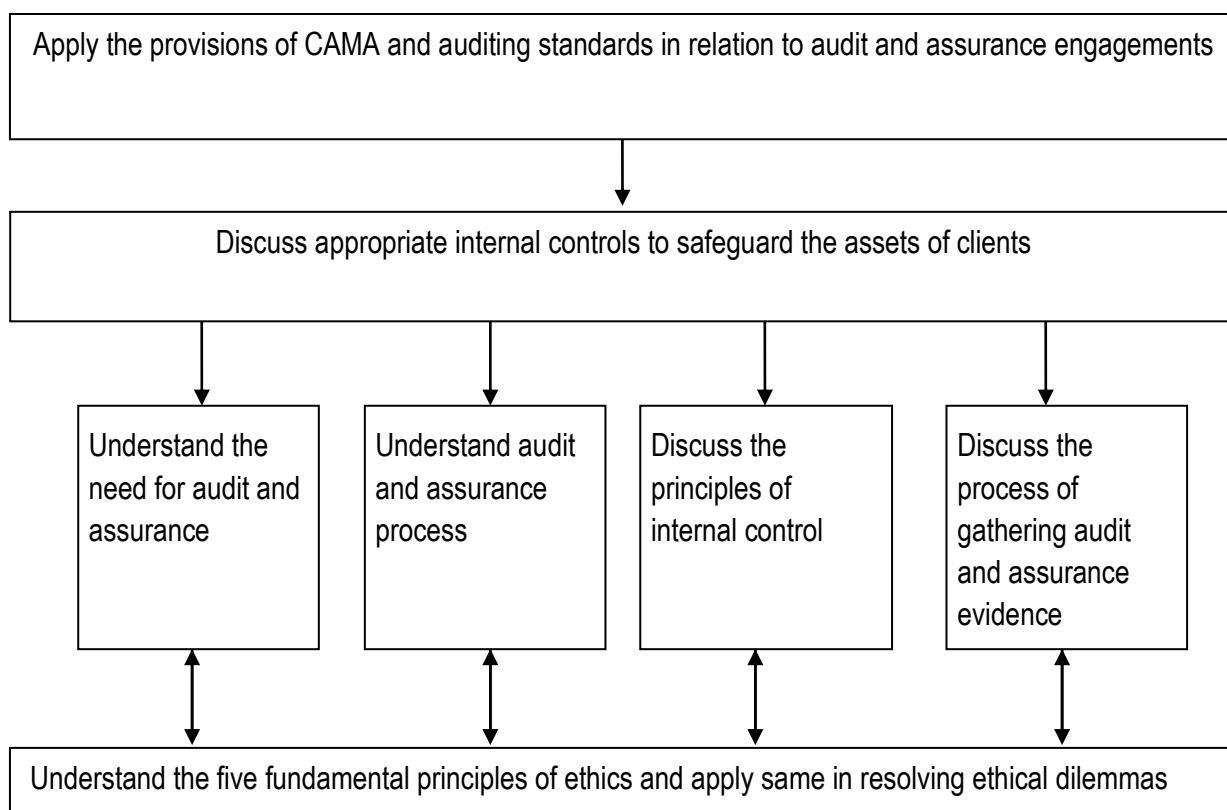 Apply the provisions of CAMA and auditing standards in relation to audit and assurance engagements
Discuss appropriate internal controls to safeguard the assets of clients
Understand the
need for audit and
assurance
Understand audit
and assurance
process
Discuss the
principles of
internal control
Discuss the
process of
gathering audit
and assurance
evidence
Understand the five fundamental principles of ethics and apply same in resolving ethical dilemmas